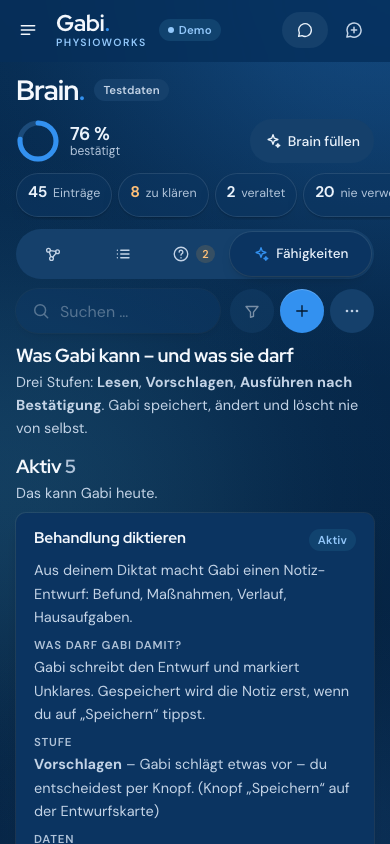 Gabi.
PHYSIOWORKS
Demo
Brain.
Testdaten
76 %
bestätigt
Brain füllen
45 Einträge
8 zu klären
2 veraltet
20 nie verw
2
Fähigkeiten
Suchen ...
Was Gabi kann – und was sie darf
Drei Stufen: Lesen, Vorschlagen, Ausführen nach
Bestätigung. Gabi speichert, ändert und löscht nie
von selbst.
Aktiv 5
Das kann Gabi heute.
Behandlung diktieren
Aktiv
Aus deinem Diktat macht Gabi einen Notiz-
Entwurf: Befund, Maßnahmen, Verlauf,
Hausaufgaben.
WAS DARF GABI DAMIT?
Gabi schreibt den Entwurf und markiert
Unklares. Gespeichert wird die Notiz erst, wenn
du auf „Speichern“ tippst.
STUFE
Vorschlagen – Gabi schlägt etwas vor – du
entscheidest per Knopf. (Knopf „Speichern“ auf
der Entwurfskarte)
DATEN